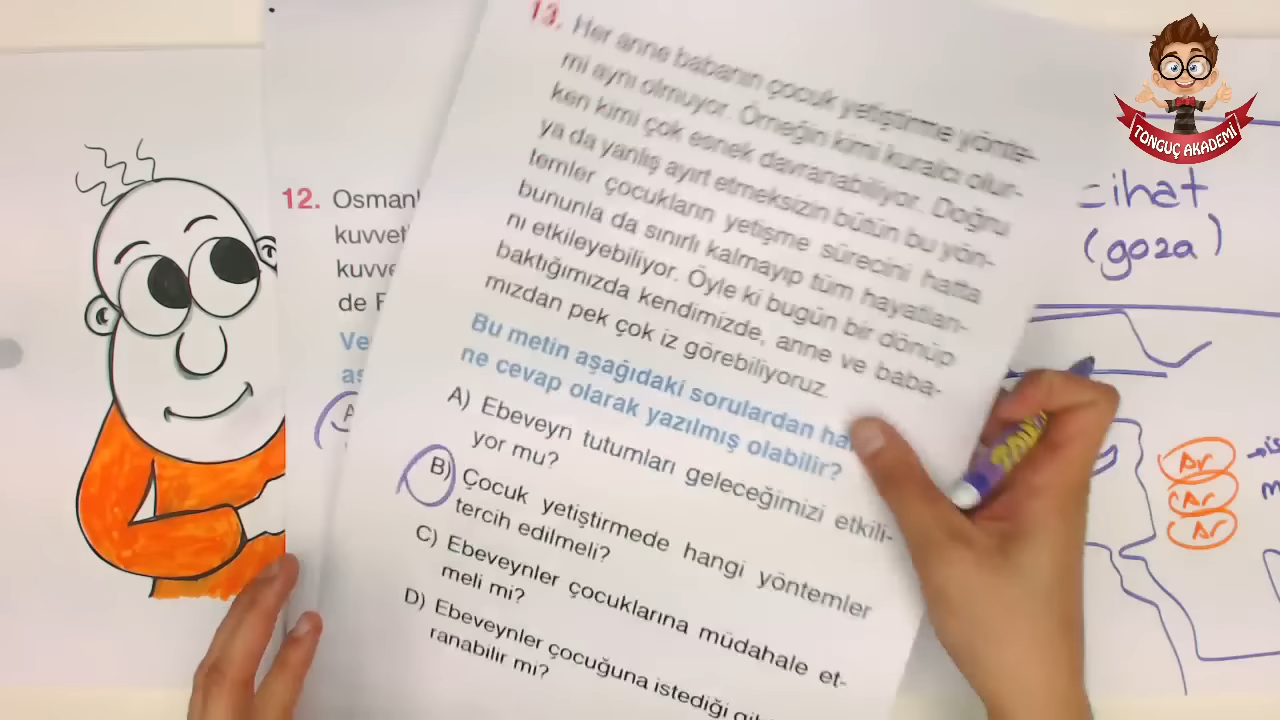 TONGUÇ AKADEMİ
13. Her anne babanın çocuk yetiştirme yönte-
mi aynı olmuyor. Örneğin kimi kuralcı olur-
ken kimi çok esnek davranabiliyor. Doğru
ya da yanlış ayırt etmeksizin bütün bu yön-
temler çocukların yetişme sürecini hatta
bununla da sınırlı kalmayıp tüm hayatları-
nı etkileyebiliyor. Öyle ki bugün bir dönüp
baktığımızda kendimizde, anne ve baba-
mızdan pek çok iz görebiliyoruz.
Bu metin aşağıdaki sorulardan ha
ne cevap olarak yazılmış olabilir?
A) Ebeveyn tutumları geleceğimizi etkili-
yor mu?
B) Çocuk yetiştirmede hangi yöntemler
tercih edilmeli?
C) Ebeveynler çocuklarına müdahale et-
meli mi?
D) Ebeveynler çocuğuna istediği gib
ranabilir mi?
12. Osmanl
kuvvet
kuvve
de
Ve
as
A
cihat
(gaza)
Ar
Ar
Ar